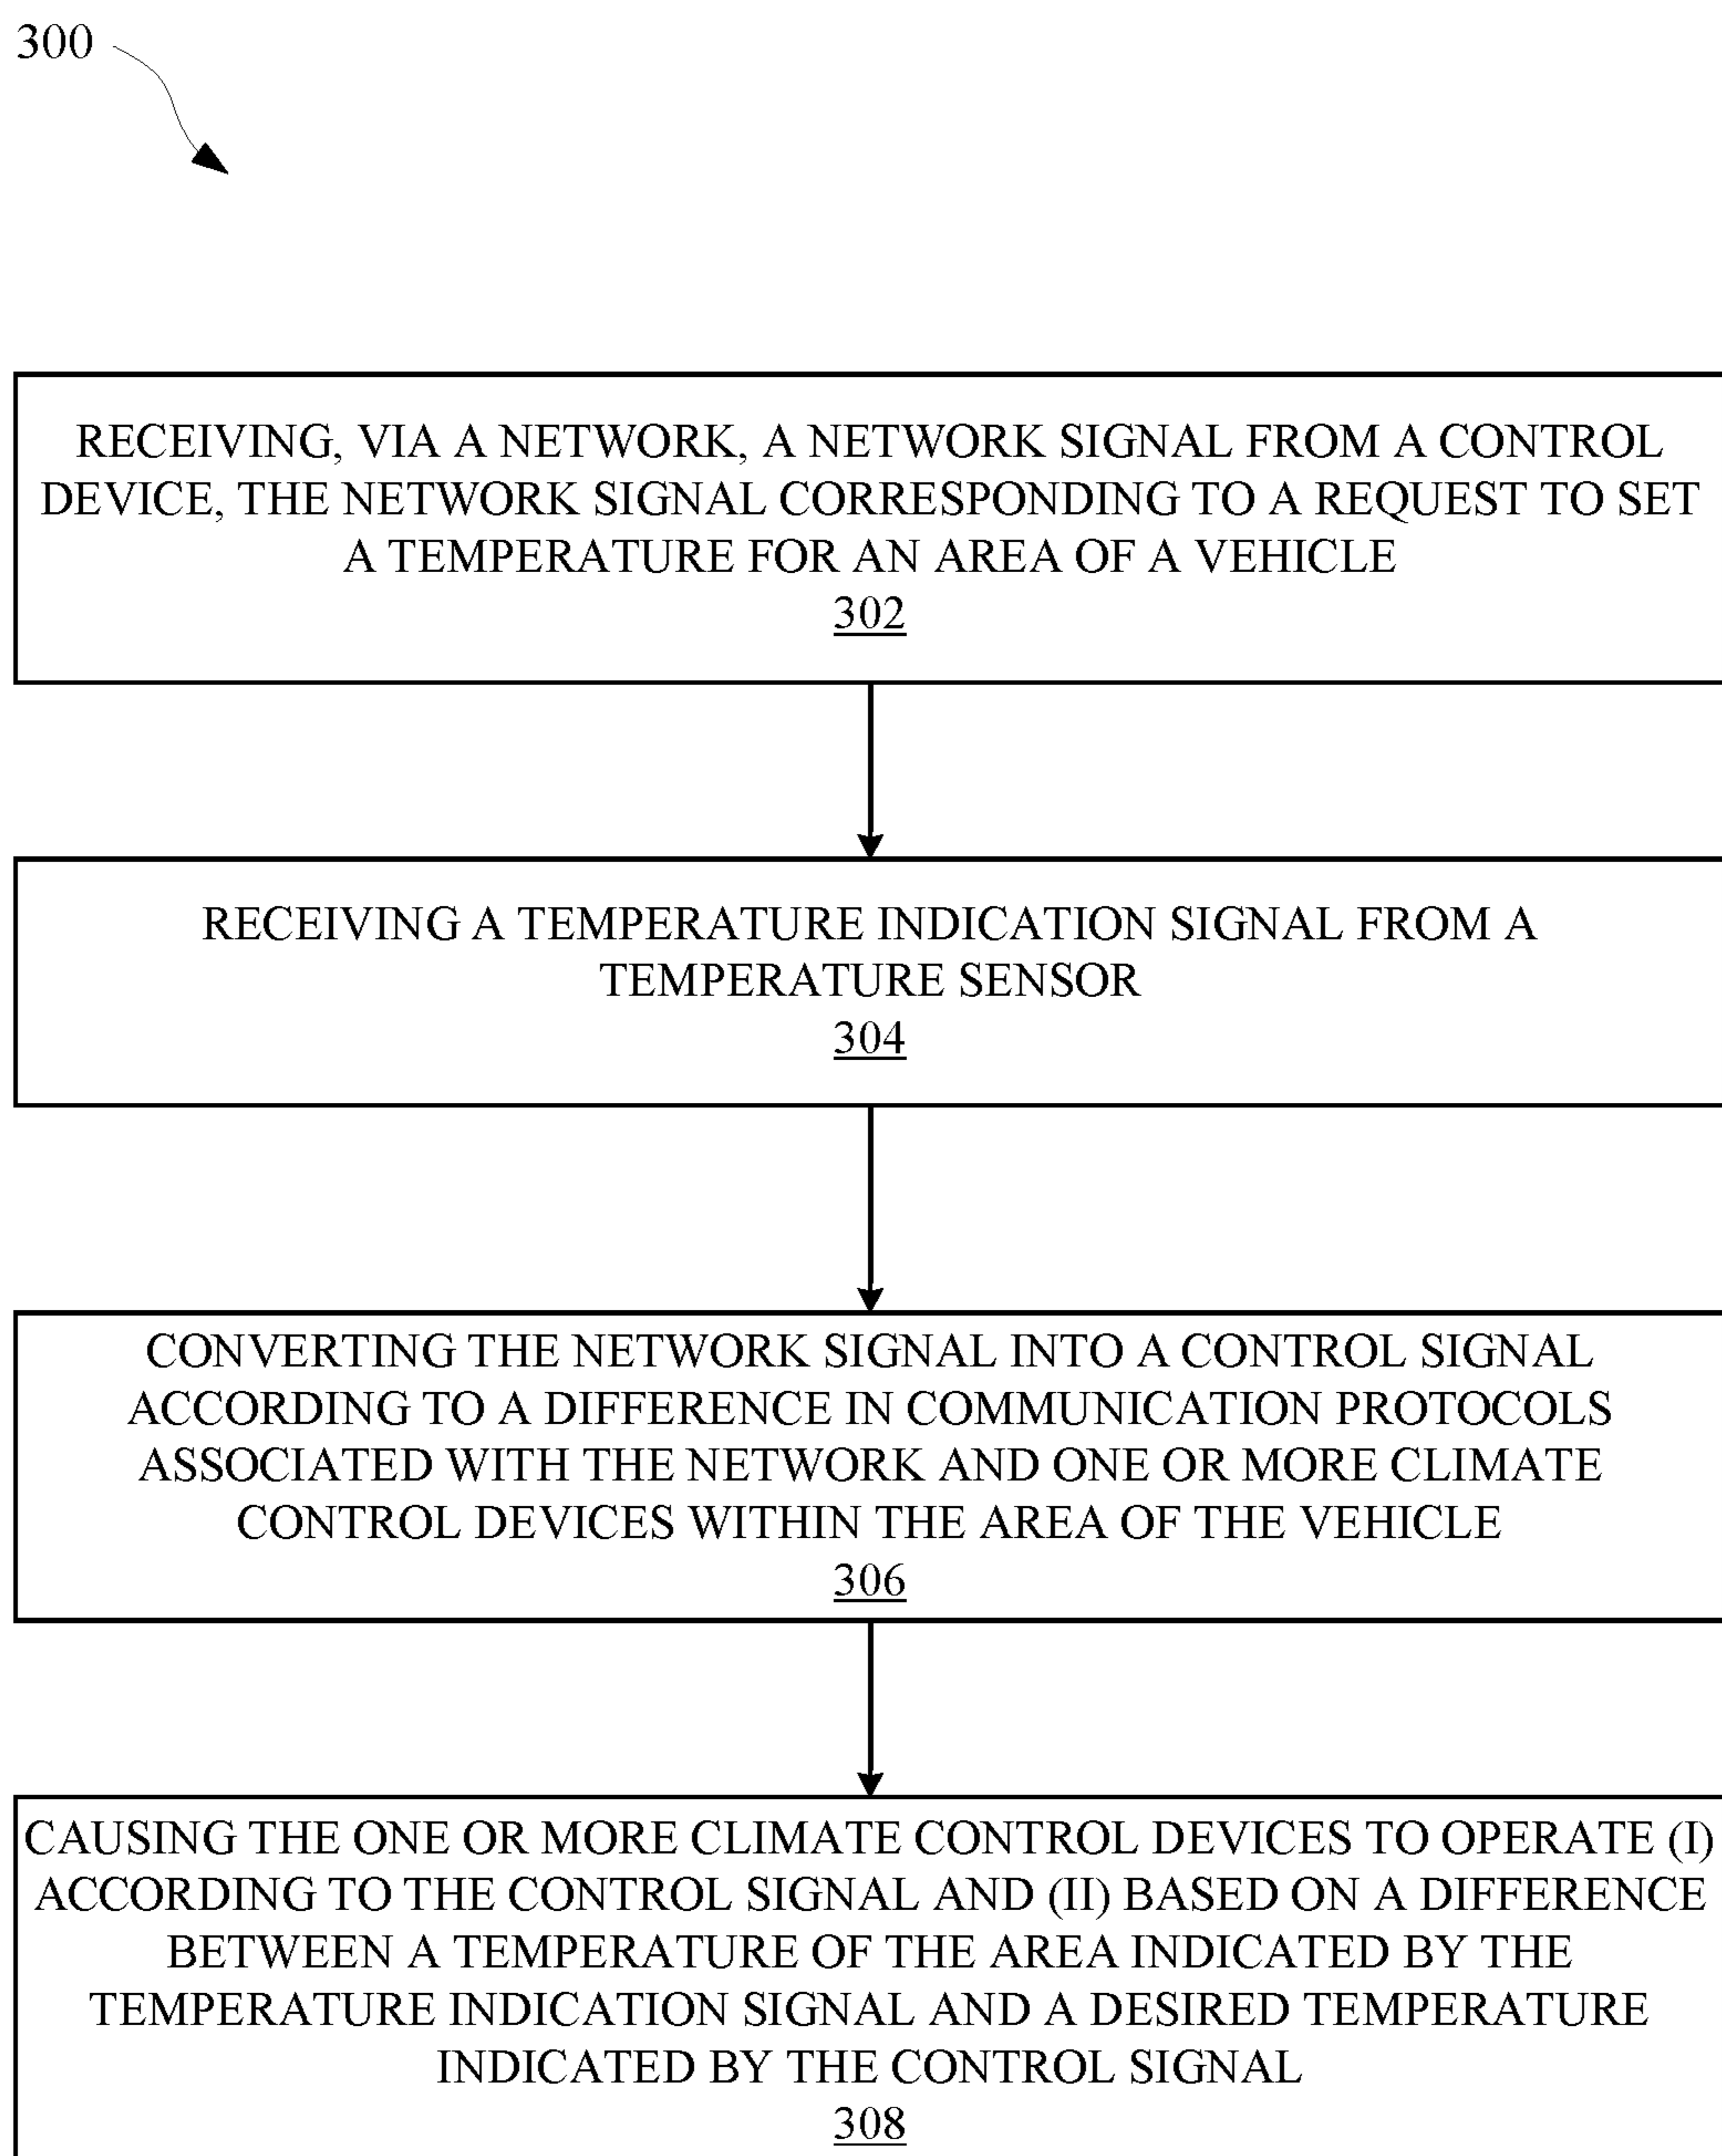 300
RECEIVING, VIA A NETWORK, A NETWORK SIGNAL FROM A CONTROL
DEVICE, THE NETWORK SIGNAL CORRESPONDING TO A REQUEST TO SET
A TEMPERATURE FOR AN AREA OF A VEHICLE
302
RECEIVING A TEMPERATURE INDICATION SIGNAL FROM A
TEMPERATURE SENSOR
304
CONVERTING THE NETWORK SIGNAL INTO A CONTROL SIGNAL
ACCORDING TO A DIFFERENCE IN COMMUNICATION PROTOCOLS
ASSOCIATED WITH THE NETWORK AND ONE OR MORE CLIMATE
CONTROL DEVICES WITHIN THE AREA OF THE VEHICLE
306
CAUSING THE ONE OR MORE CLIMATE CONTROL DEVICES TO OPERATE (I)
ACCORDING TO THE CONTROL SIGNAL AND (II) BASED ON A DIFFERENCE
BETWEEN A TEMPERATURE OF THE AREA INDICATED BY THE
TEMPERATURE INDICATION SIGNAL AND A DESIRED TEMPERATURE
INDICATED BY THE CONTROL SIGNAL
308